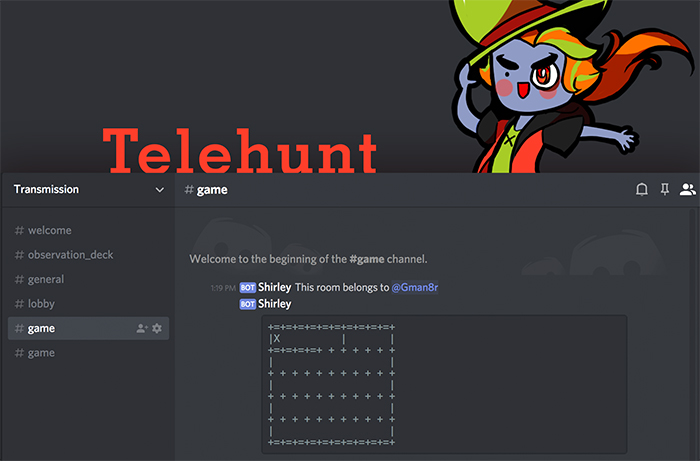 Telehunt
Transmission
# game
# welcome
# observation_deck
# general
# lobby
# game
# game
Welcome to the beginning of the #game channel.
1:19 PM BOT Shirley This room belongs to @Gman8r
BOT Shirley
+=+=+=+=+=+=+=+=+=+=+
|X          |       |
+=+=+=+=+ + + + + + +
|                   |
+ + + + + + + + + + +
|                   |
+ + + + + + + + + + +
|                   |
+ + + + + + + + + + +
|                   |
+=+=+=+=+=+=+=+=+=+=+